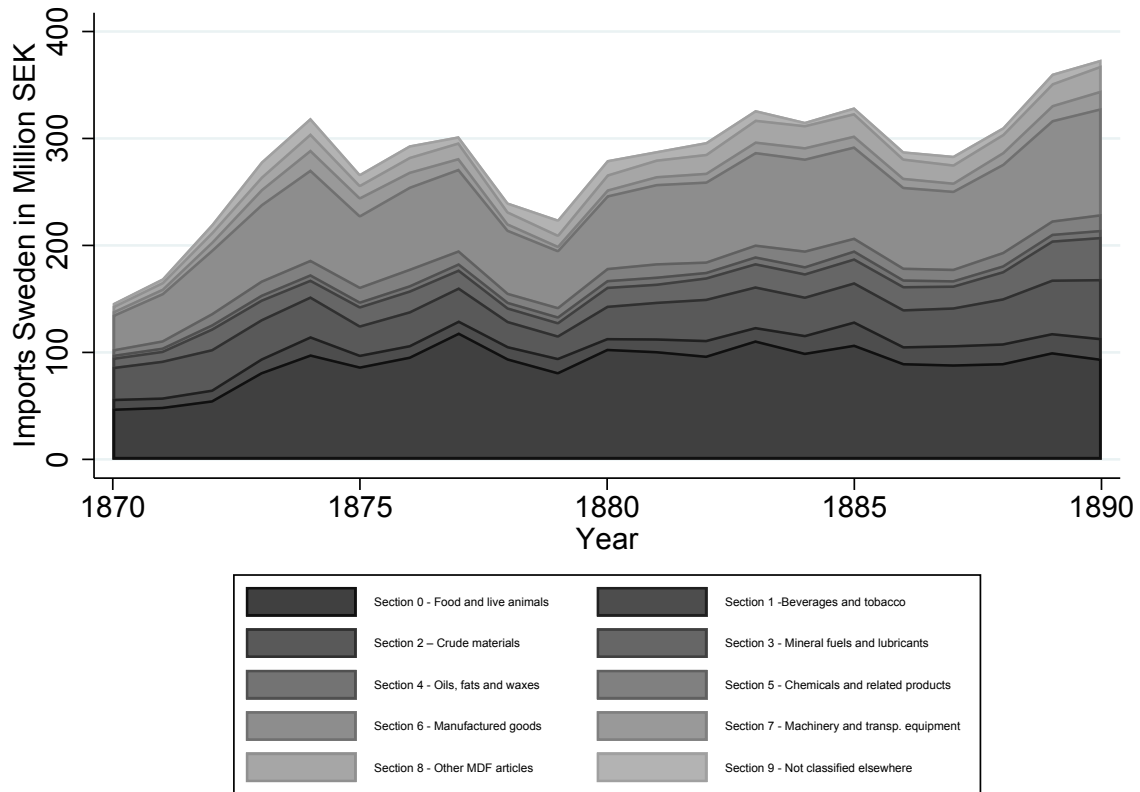 Imports Sweden in Million SEK
400
300
200
100
0
1870
1875
1880
1885
1890
Year
Section 0 - Food and live animals
Section 1 -Beverages and tobacco
Section 2 – Crude materials
Section 3 - Mineral fuels and lubricants
Section 4 - Oils, fats and waxes
Section 5 - Chemicals and related products
Section 6 - Manufactured goods
Section 7 - Machinery and transp. equipment
Section 8 - Other MDF articles
Section 9 - Not classified elsewhere